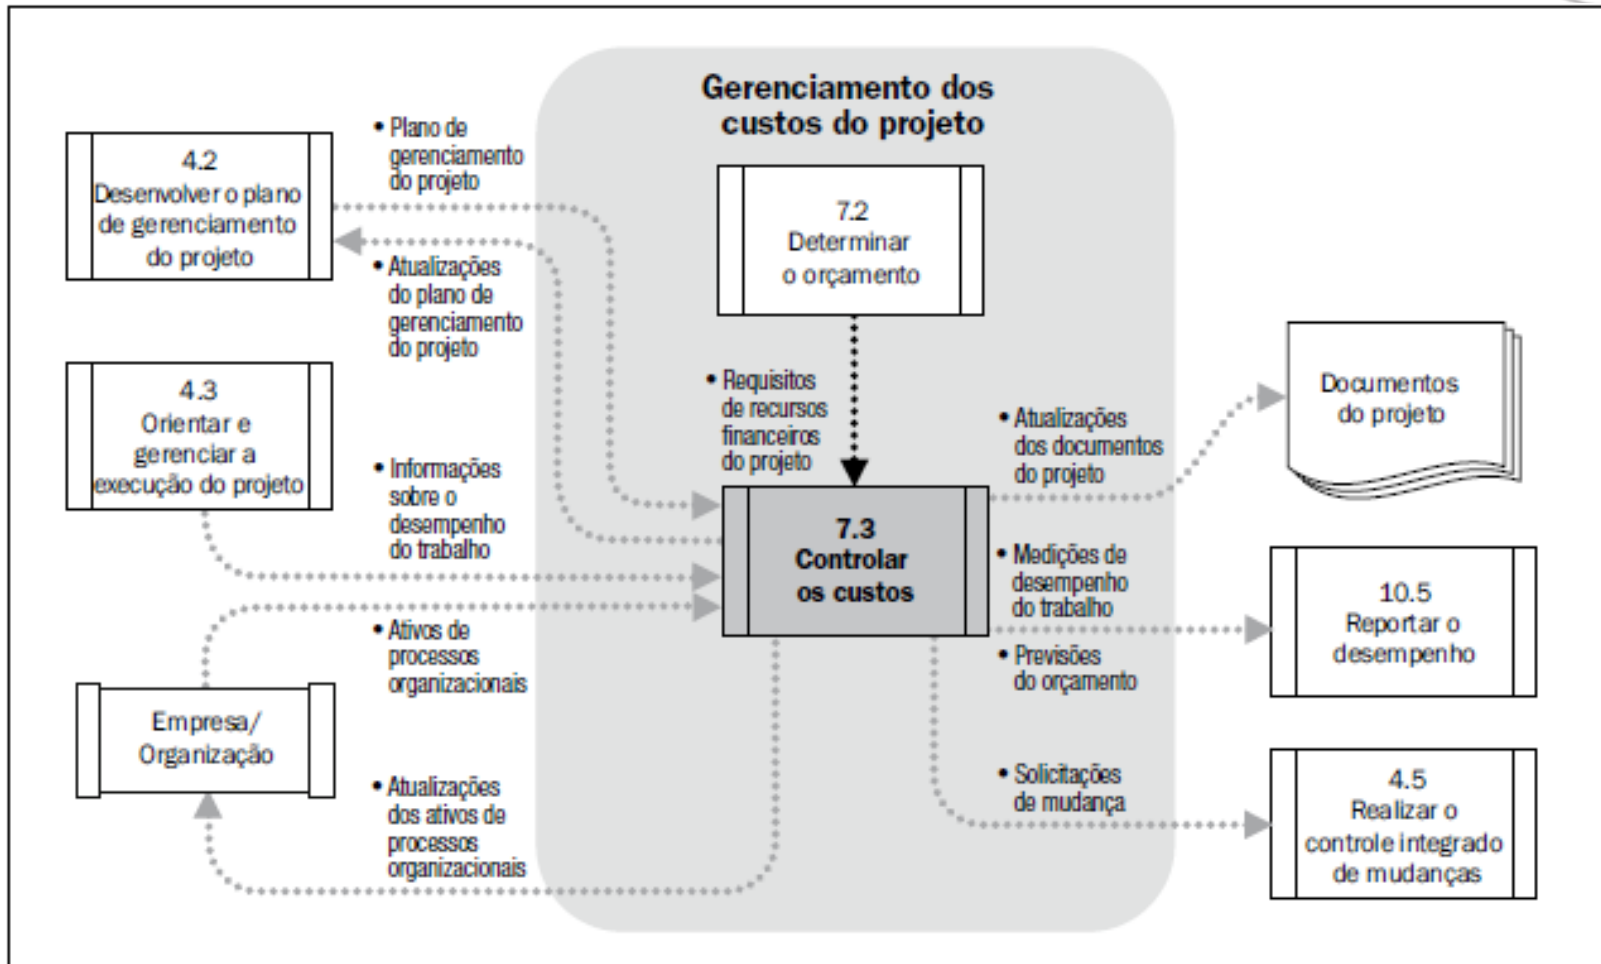 Gerenciamento dos
custos do projeto
4.2
Desenvolver o plano
de gerenciamento
do projeto
• Plano de
gerenciamento
do projeto
• Atualizações
do plano de
gerenciamento
do projeto
7.2
Determinar
o orçamento
4.3
Orientar e
gerenciar a
execução do projeto
• Informações
sobre o
desempenho
do trabalho
• Requisitos
de recursos
financeiros
do projeto
• Atualizações
dos documentos
do projeto
Documentos
do projeto
7.3
Controlar
os custos
• Medições de
desempenho
do trabalho
• Previsões
do orçamento
10.5
Reportar o
desempenho
• Ativos de
processos
organizacionais
Empresa/
Organização
• Atualizações
dos ativos de
processos
organizacionais
• Solicitações
de mudança
4.5
Realizar o
controle integrado
de mudanças